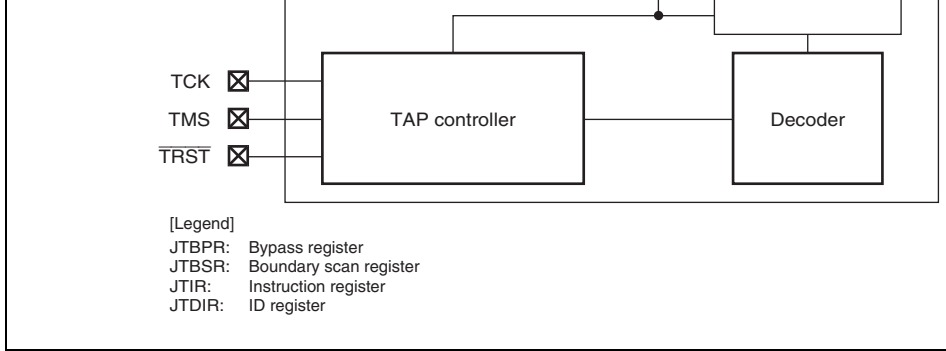 TCK
TMS
TRST
TAP controller
Decoder
[Legend]
JTBPR: Bypass register
JTBSR: Boundary scan register
JTIR: Instruction register
JTDIR: ID register